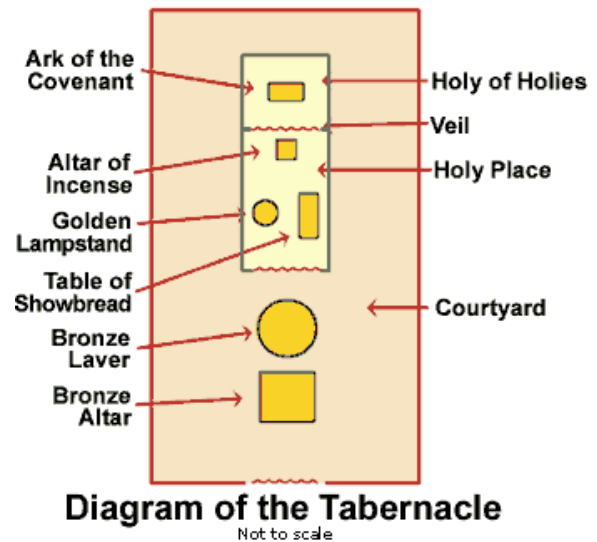 Ark of the
Covenant
Holy of Holies
Veil
Altar of
Incense
Holy Place
Golden
Lampstand
Table of
Showbread
Courtyard
Bronze
Laver
Bronze
Altar
Diagram of the Tabernacle
Not to scale